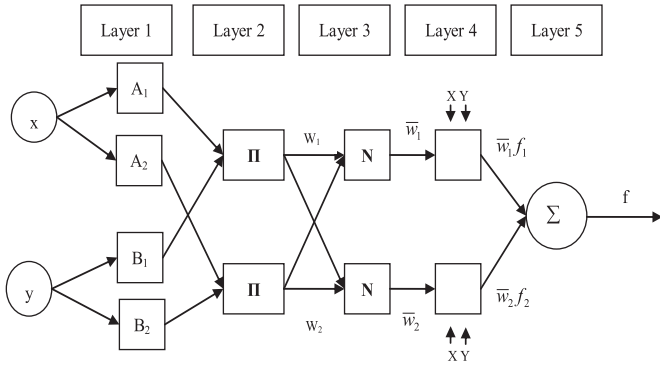 Layer 1 Layer 2 Layer 3 Layer 4 Layer 5
A₁
X Y
x
W₁
w̅₁
w̅₁f₁
A₂
Π
N
Σ
f
B₁
y
Π
N
w̅₂f₂
B₂
W₂
w̅₂
X Y